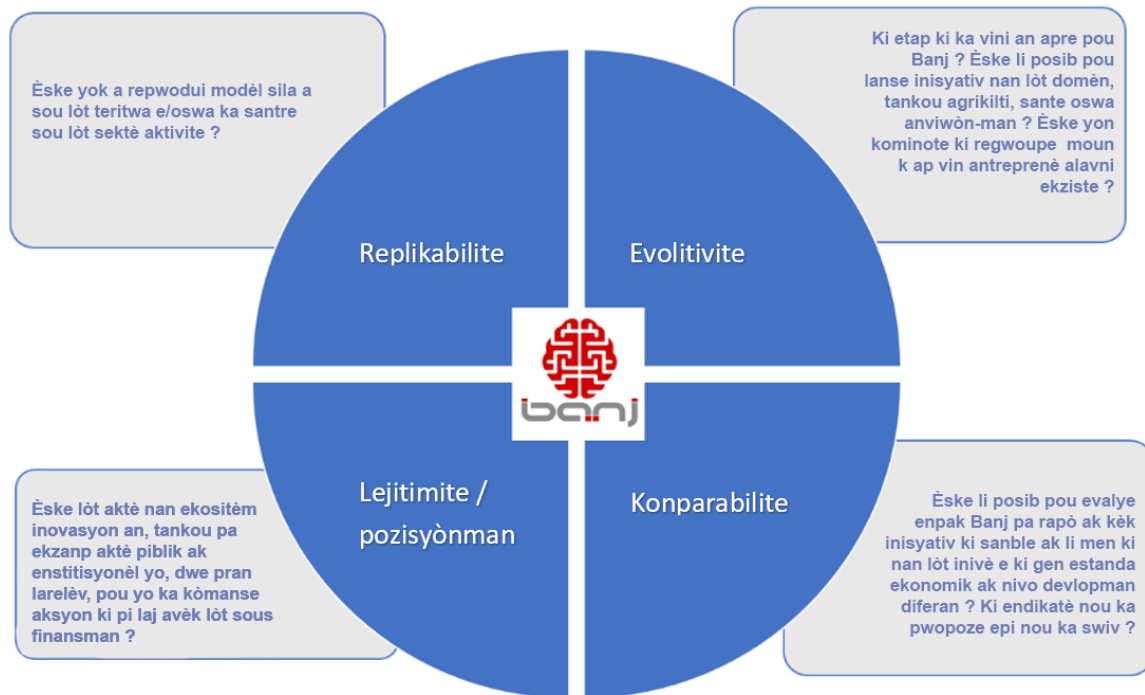 Èske yok a repwodui modèl sila a
sou lòt teritwa e/oswa ka santre
sou lòt sektè aktivite ?
Ki etap ki ka vini an apre pou
Banj ? Èske li posib pou
lanse inisyativ nan lòt domèn,
tankou agrikilti, sante oswa
anviwòn-man ? Èske yon
kominote ki regwoupe moun
k ap vin antreprenè alavni
ekziste ?
Replikabilite
Evolitivite
banj
Lejitimite /
pozisyònman
Konparabilite
Èske lòt aktè nan ekositèm
inovasyon an, tankou pa
ekzanp aktè piblik ak
enstitisyonèl yo, dwe pran
larelèv, pou yo ka kòmanse
aksyon ki pi laj avèk lòt sous
finansman ?
Èske li posib pou evalye
enpak Banj pa rapò ak kèk
inisyativ ki sanble ak li men ki
nan lòt inivè e ki gen estanda
ekonomik ak nivo devlopman
diferan ? Ki endikatè nou ka
pwopoze epi nou ka swiv ?